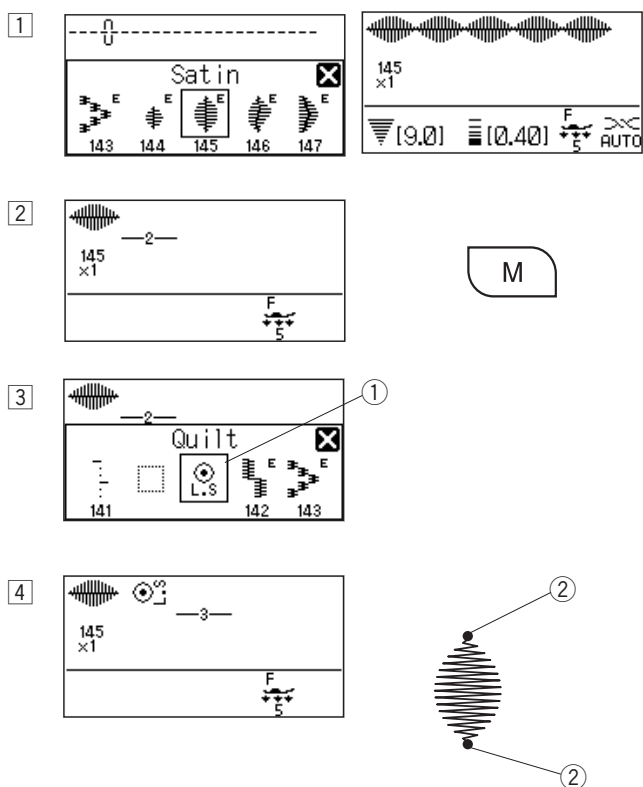 1
Satin
E E E E E
143 144 145 146 147
145
×1
[9.0] [0.40] F 5 AUTO
2
—2—
145
×1
F
5
M
3
—2—
Quilt
①
L.S E E
141 142 143
4
L.S
—3—
145
×1
F
5
②
②